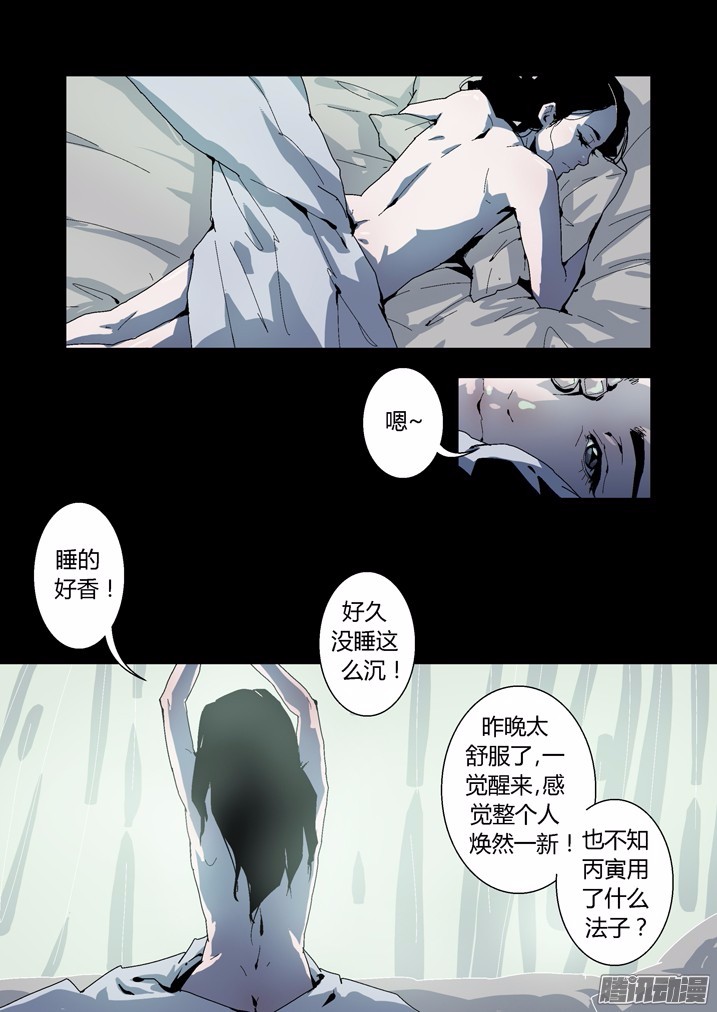 嗯~
睡的
好香！
好久
没睡这
么沉！
昨晚太
舒服了,一
觉醒来,感
觉整个人
焕然一新！
也不知
丙寅用
了什么
法子？
腾讯动漫